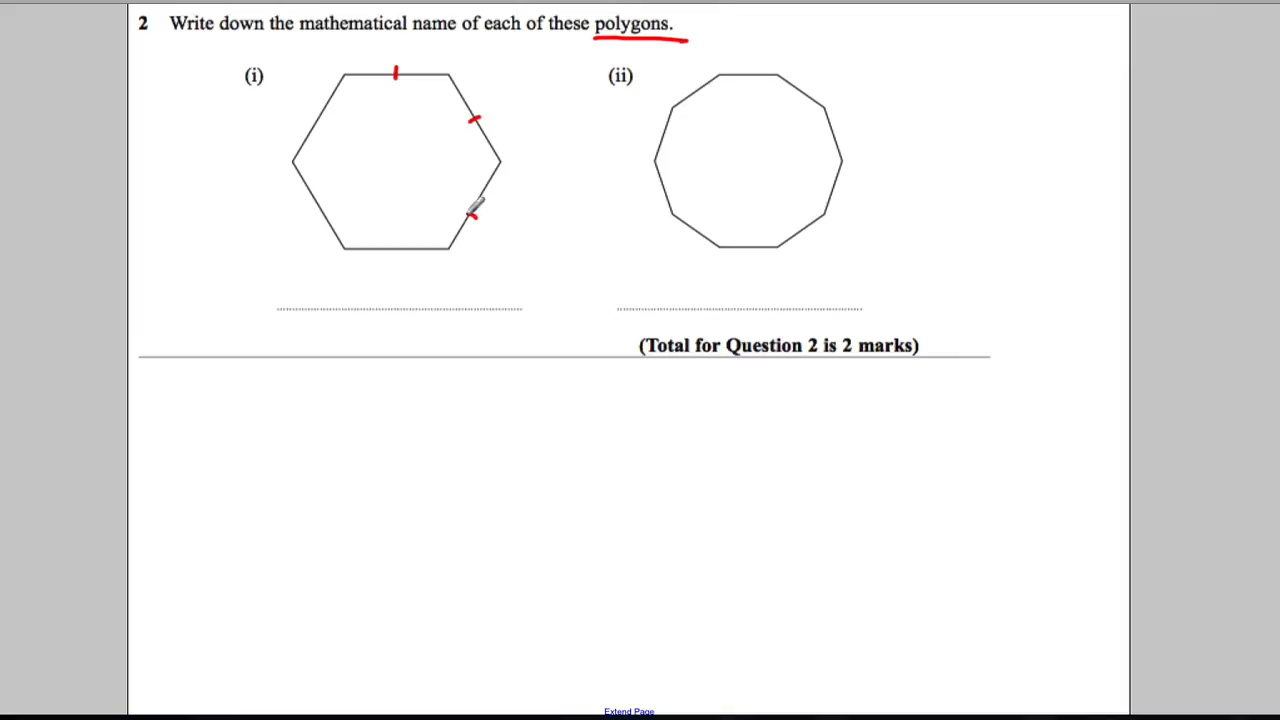 2 Write down the mathematical name of each of these polygons.
(i) (ii)
(Total for Question 2 is 2 marks)
Extend Page